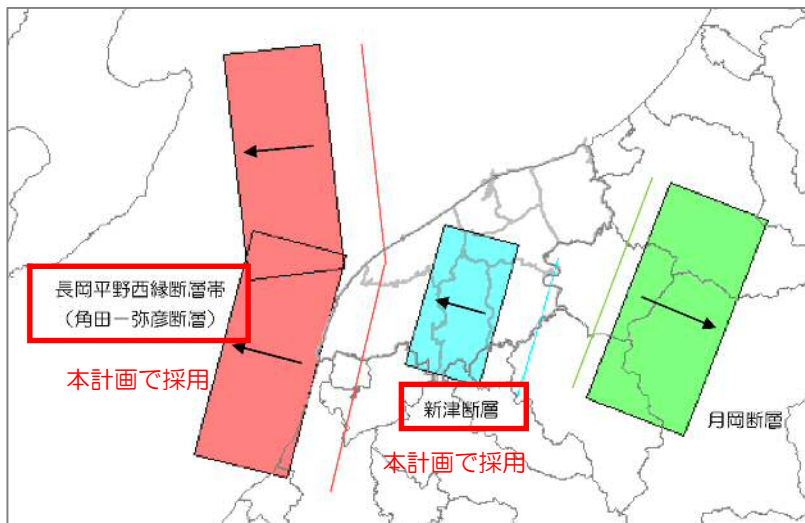 長岡平野西縁断層帯
（角田ー弥彦断層）
本計画で採用
新津断層
本計画で採用
月岡断層